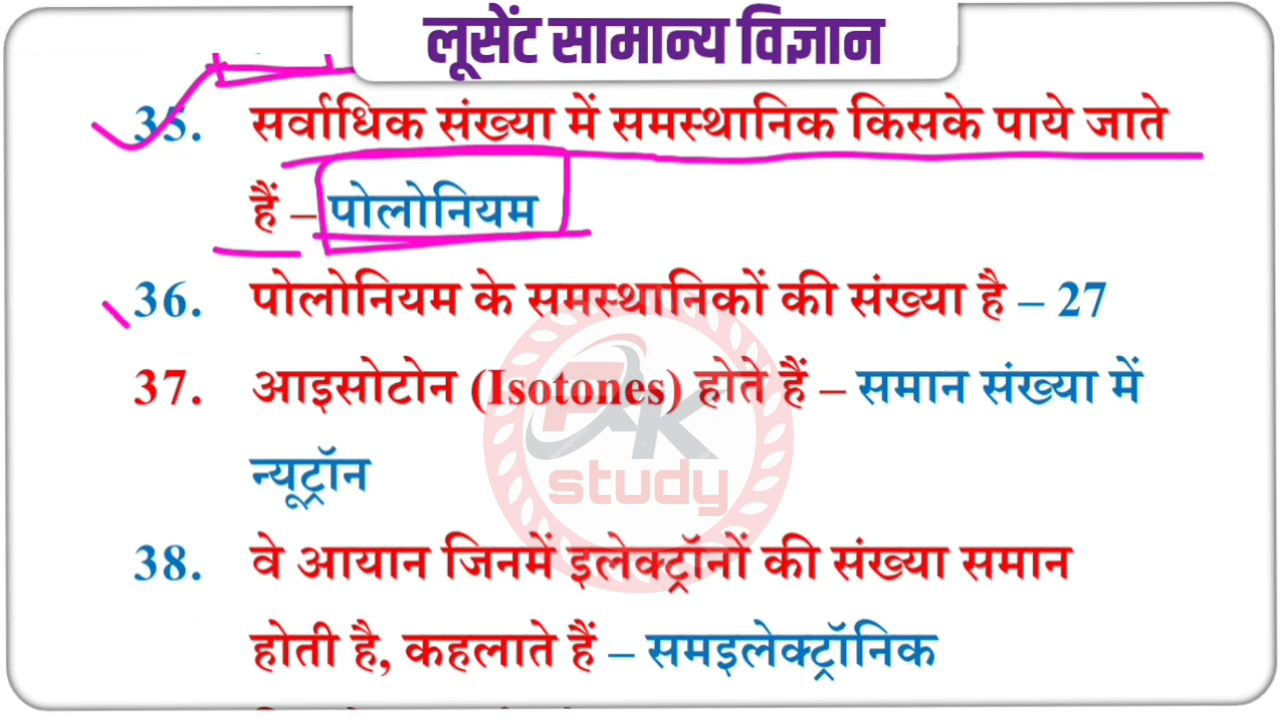 लूसेंट सामान्य विज्ञान
35. सर्वाधिक संख्या में समस्थानिक किसके पाये जाते
हैं – पोलोनियम
36. पोलोनियम के समस्थानिकों की संख्या है – 27
37. आइसोटोन (Isotones) होते हैं – समान संख्या में
न्यूट्रॉन
PAK
study
38. वे आयान जिनमें इलेक्ट्रॉनों की संख्या समान
होती है, कहलाते हैं – समइलेक्ट्रॉनिक